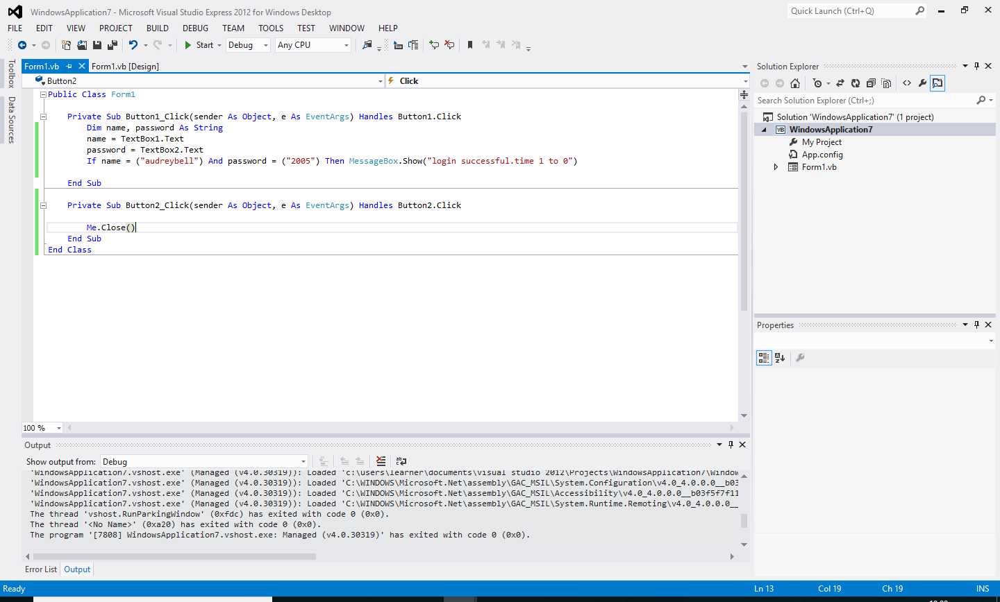 WindowsApplication7 - Microsoft Visual Studio Express 2012 for Windows Desktop
Quick Launch (Ctrl+Q)
FILE EDIT VIEW PROJECT BUILD DEBUG TEAM TOOLS TEST WINDOW HELP
Start Debug Any CPU
Toolbox
Data Sources
Form1.vb Form1.vb [Design]
Button2 Click
Public Class Form1
Private Sub Button1_Click(sender As Object, e As EventArgs) Handles Button1.Click
Dim name, password As String
name = TextBox1.Text
password = TextBox2.Text
If name = ("audreybell") And password = ("2005") Then MessageBox.Show("login successful.time 1 to 0")
End Sub
Private Sub Button2_Click(sender As Object, e As EventArgs) Handles Button2.Click
Me.Close()
End Sub
End Class
100 %
Output
Show output from: Debug
'WindowsApplication7.vshost.exe' (Managed (v4.0.30319)): Loaded 'c:\users\learner\documents\visual studio 2012\Projects\WindowsApplication7\Window
'WindowsApplication7.vshost.exe' (Managed (v4.0.30319)): Loaded 'C:\WINDOWS\Microsoft.Net\assembly\GAC_MSIL\System.Configuration\v4.0_4.0.0.0__b03
'WindowsApplication7.vshost.exe' (Managed (v4.0.30319)): Loaded 'C:\WINDOWS\Microsoft.Net\assembly\GAC_MSIL\Accessibility\v4.0_4.0.0.0__b03f5f7f11
'WindowsApplication7.vshost.exe' (Managed (v4.0.30319)): Loaded 'C:\WINDOWS\Microsoft.Net\assembly\GAC_MSIL\System.Runtime.Remoting\v4.0_4.0.0.0__
The thread 'vshost.RunParkingWindow' (0xfdc) has exited with code 0 (0x0).
The thread '<No Name>' (0xa20) has exited with code 0 (0x0).
The program '[7808] WindowsApplication7.vshost.exe: Managed (v4.0.30319)' has exited with code 0 (0x0).
Error List Output
Solution Explorer
Search Solution Explorer (Ctrl+;)
Solution 'WindowsApplication7' (1 project)
VB WindowsApplication7
My Project
App.config
Form1.vb
Properties
Ready Ln 13 Col 19 Ch 19 INS